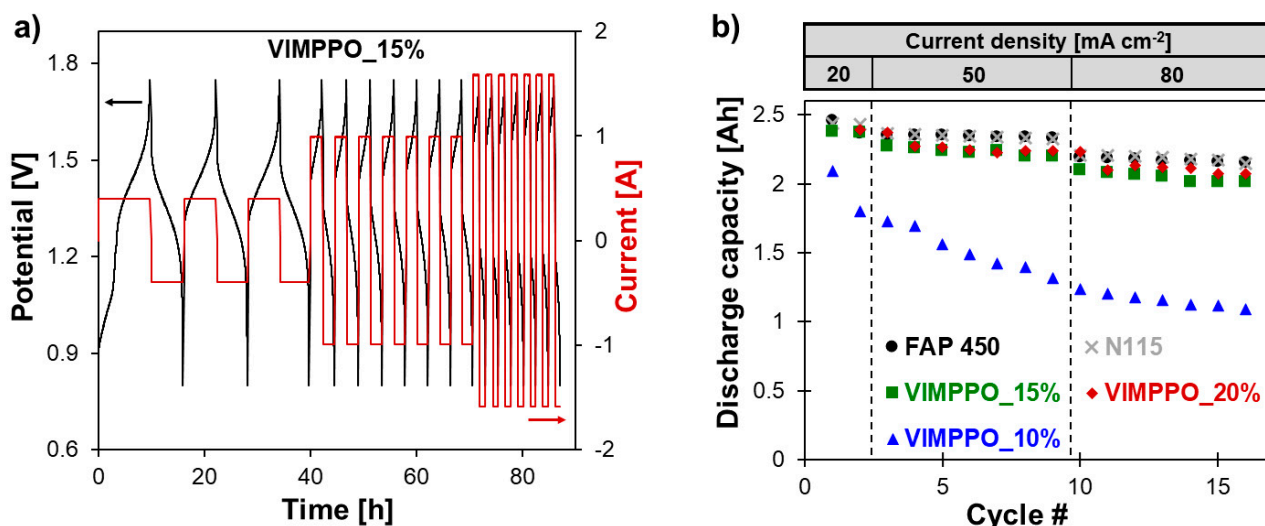 a)
VIMPPO_15%
Potential [V]
1.8
1.5
1.2
0.9
0.6
2
1
0
-1
-2
Current [A]
0 20 40 60 80
Time [h]
b)
Current density [mA cm-2]
20 50 80
Discharge capacity [Ah]
2.5
2
1.5
1
0.5
0
FAP 450 N115
VIMPPO_15% VIMPPO_20%
VIMPPO_10%
0 5 10 15
Cycle #